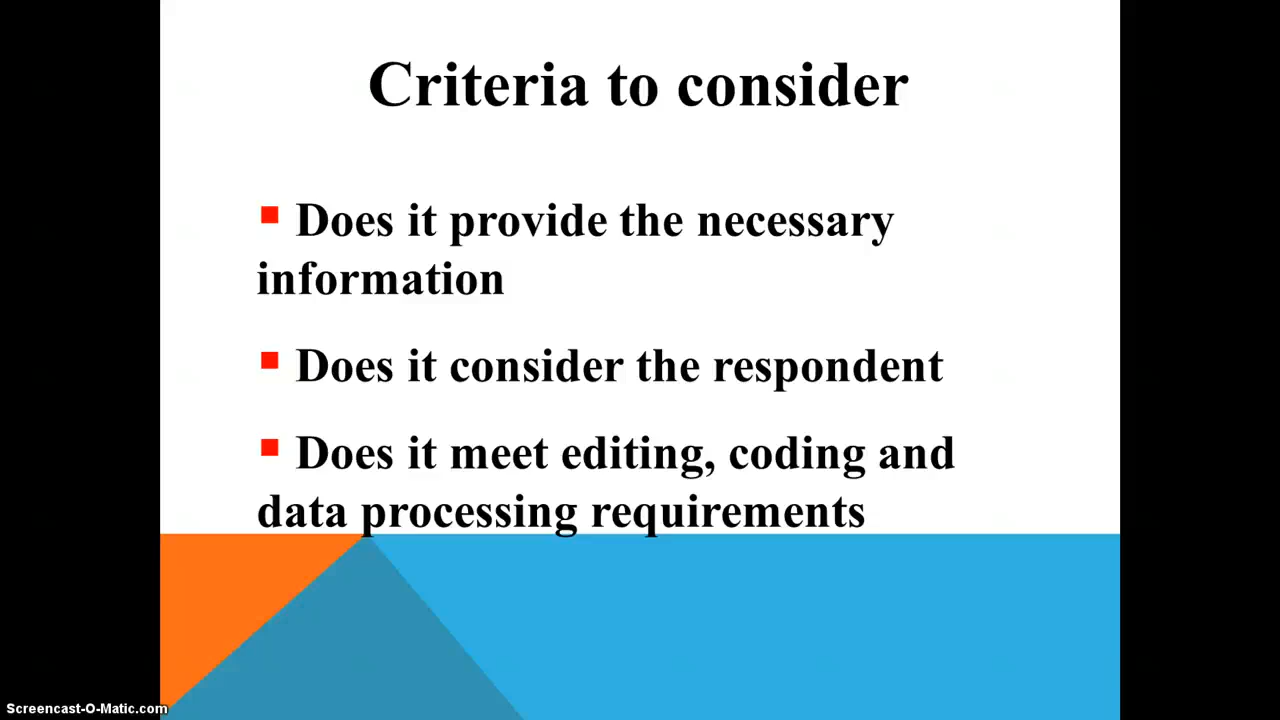 Criteria to consider
Does it provide the necessary
information
Does it consider the respondent
Does it meet editing, coding and
data processing requirements
Screencast-O-Matic.com